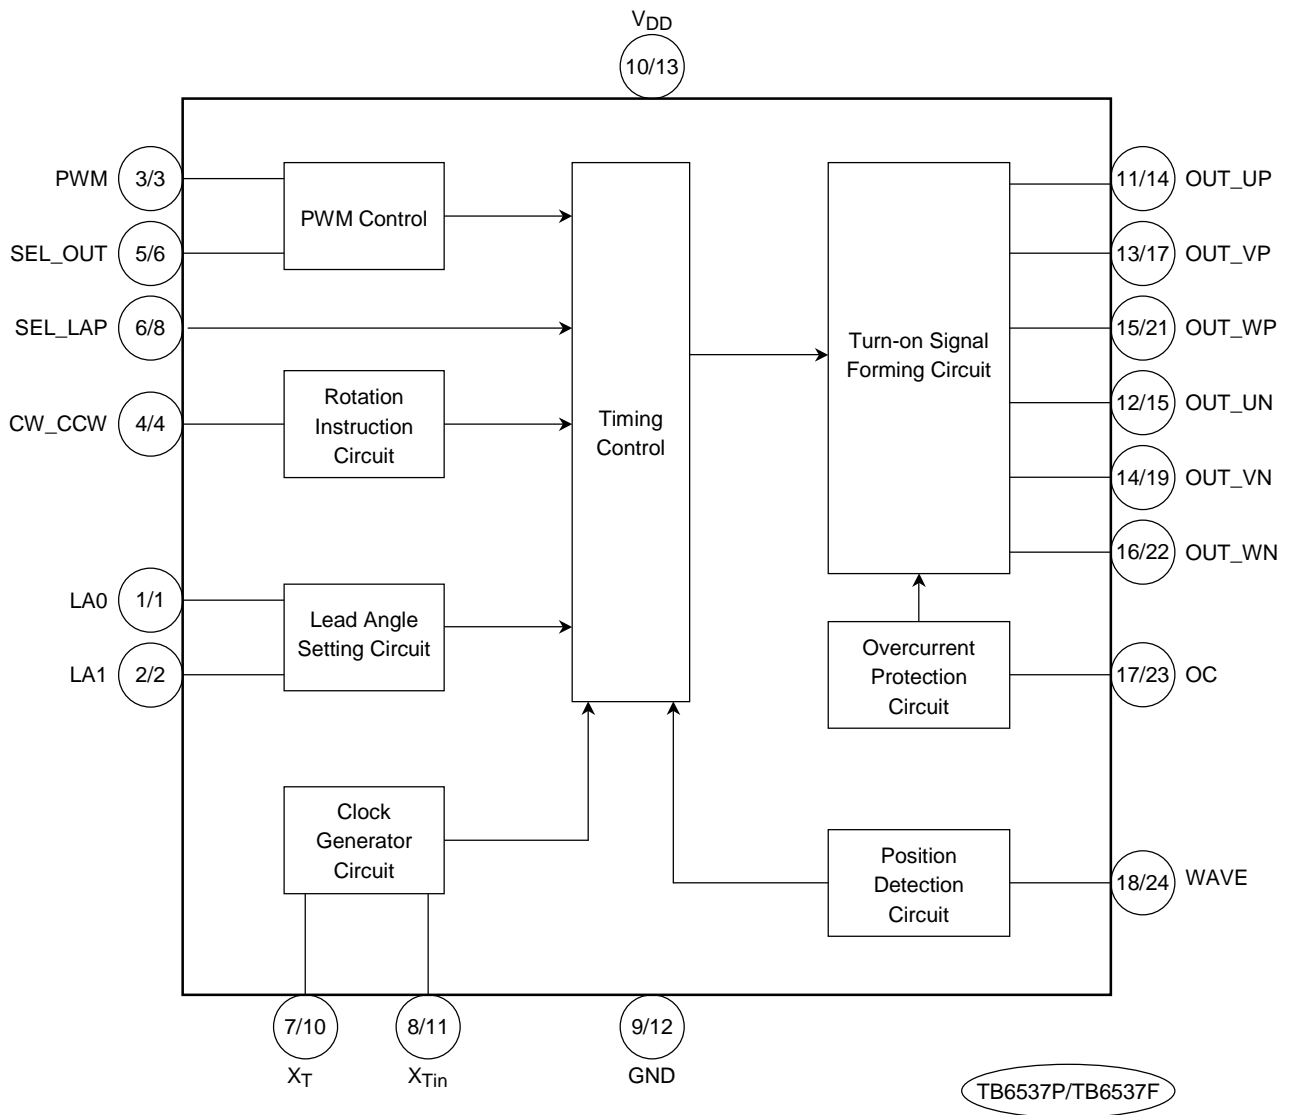 VDD
10/13
PWM 3/3
PWM Control
SEL_OUT 5/6
SEL_LAP 6/8
CW_CCW 4/4
Rotation
Instruction
Circuit
LA0 1/1
LA1 2/2
Lead Angle
Setting Circuit
Clock
Generator
Circuit
Timing
Control
Turn-on Signal
Forming Circuit
11/14 OUT_UP
13/17 OUT_VP
15/21 OUT_WP
12/15 OUT_UN
14/19 OUT_VN
16/22 OUT_WN
Overcurrent
Protection
Circuit
17/23 OC
Position
Detection
Circuit
18/24 WAVE
7/10
XT
8/11
XTin
9/12
GND
TB6537P/TB6537F